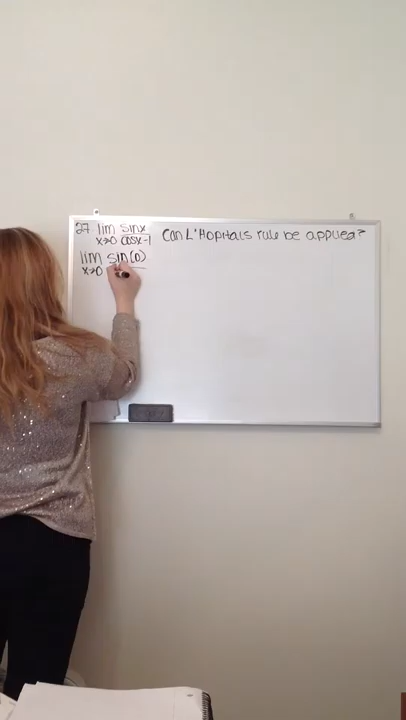 27. lim sinx
x→0 cosx-1
Can L'Hopitals rule be applied?
lim sin(0)
x→0